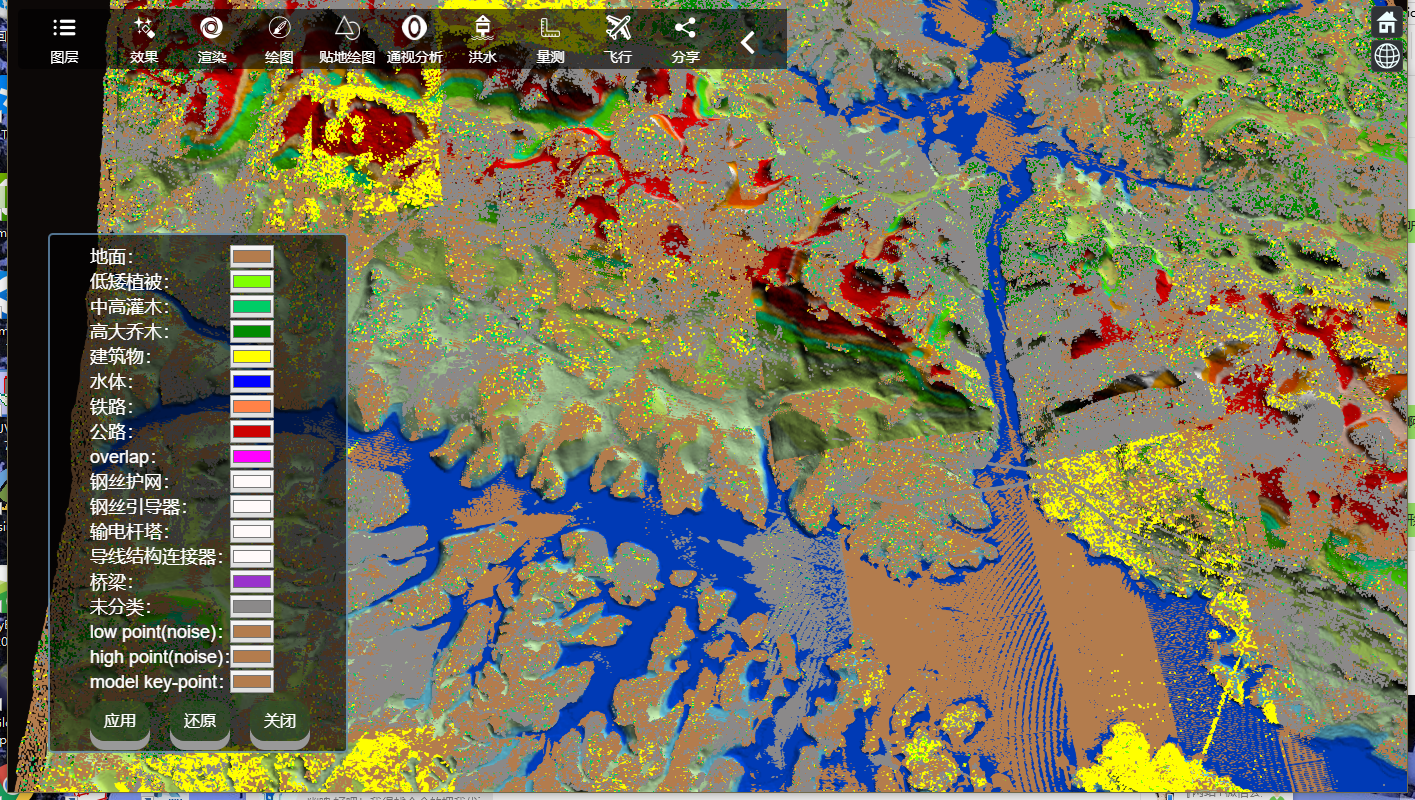 图层 效果 渲染 绘图 贴地绘图 通视分析 洪水 量测 飞行 分享
地面:
低矮植被:
中高灌木:
高大乔木:
建筑物:
水体:
铁路:
公路:
overlap:
钢丝护网:
钢丝引导器:
输电杆塔:
导线结构连接器:
桥梁:
未分类:
low point(noise):
high point(noise):
model key-point:
应用 还原 关闭